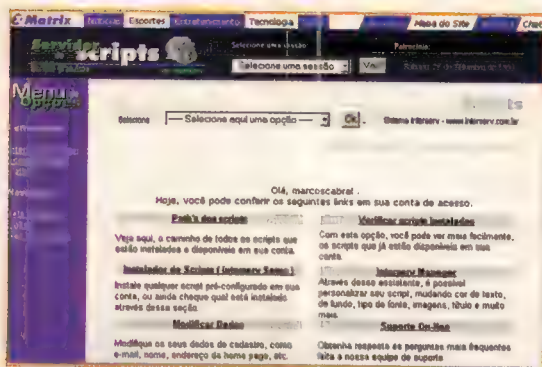 Matrix Notícias Esportes Entretenimento Tecnologia Mapa do Site Chat
Servidor
scripts
Selecione uma sessão
Patrocínio:
Selecione uma sessão
Menu
Opções
Selecione
— Selecione aqui uma opção —
Ok
Sistema Interserv - www.interserv.com.br
Olá, marcoscabral .
Hoje, você pode conferir os seguintes links em sua conta de acesso.
Path's dos scripts
Veja aqui, o caminho de todos os scripts que
estão instalados e disponíveis em sua conta.
Verificar scripts instalados
Com esta opção, você pode ver mais facilmente,
os scripts que já estão disponíveis em sua
conta.
Instalador de Scripts ( Interserv Setup )
Instale qualquer script pré-configurado em sua
conta, ou ainda cheque qual está instalado
através dessa seção.
Interserv Manager
Através desse assistente, é possível
personalizar seu script, mudando cor de texto,
de fundo, tipo de fonte, imagens, título e muito
mais.
Modificar Dados
Modifique os seus dados de cadastro, como
e-mail, nome, endereço da home page, etc.
Suporte On-line
Obtenha resposta as perguntas mais frequentes
feita a nossa equipe de suporte